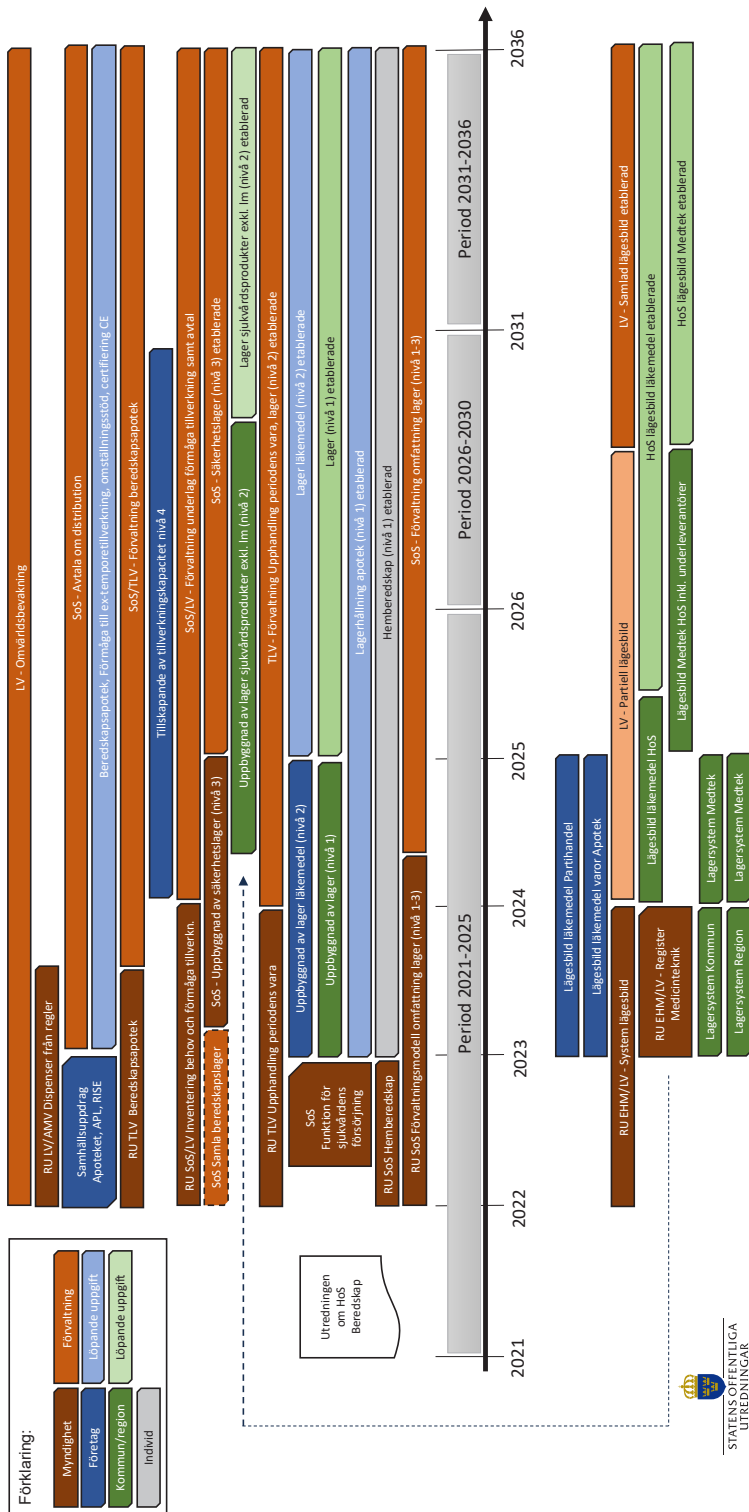 Förklaring:
Myndighet
Förvaltning
Företag
Löpande uppgift
Kommun/region
Löpande uppgift
Individ
LV - Omvärldsbevakning
RU LV/AMV Dispenser från regler
Samhällsuppdrag
Apoteket, APL, RISE
SoS - Avtala om distribution
Beredskapsapotek, Förmåga till ex-temporetillverkning, omställningsstöd, certifiering CE
RU TLV Beredskapsapotek
SoS/TLV - Förvaltning beredskapsapotek
Tillskapande av tillverkningskapacitet nivå 4
RU SoS/LV Inventering behov och förmåga tillverkn.
SoS/LV - Förvaltning underlag förmåga tillverkning samt avtal
SoS Samla beredskapslager
SoS - Uppbyggnad av säkerhetslager (nivå 3)
SoS - Säkerhetslager (nivå 3) etablerade
Uppbyggnad av lager sjukvårdsprodukter exkl. lm (nivå 2)
Lager sjukvårdsprodukter exkl. lm (nivå 2) etablerad
RU TLV Upphandling periodens vara
TLV - Förvaltning Upphandling periodens vara, lager (nivå 2) etablerade
SoS
Funktion för
sjukvårdens
försörjning
Uppbyggnad av lager läkemedel (nivå 2)
Lager läkemedel (nivå 2) etablerade
Uppbyggnad av lager (nivå 1)
Lager (nivå 1) etablerade
Lagerhållning apotek (nivå 1) etablerad
RU SoS Hemberedskap
Hemberedskap (nivå 1) etablerad
RU SoS Förvaltningsmodell omfattning lager (nivå 1-3)
SoS - Förvaltning omfattning lager (nivå 1-3)
Utredningen
om HoS
Beredskap
Period 2021-2025
Period 2026-2030
Period 2031-2036
2021
2022
2023
2024
2025
2026
2031
2036
Lägesbild läkemedel Partihandel
Lägesbild läkemedel varor Apotek
RU EHM/LV - System lägesbild
LV - Partiell lägesbild
LV - Samlad lägesbild etablerad
RU EHM/LV - Register
Medicinteknik
Lägesbild läkemedel HoS
HoS lägesbild läkemedel etablerade
Lägesbild Medtek HoS inkl. underleverantörer
HoS lägesbild Medtek etablerad
Lagersystem Kommun
Lagersystem Medtek
Lagersystem Region
Lagersystem Medtek
STATENS OFFENTLIGA
UTREDNINGAR